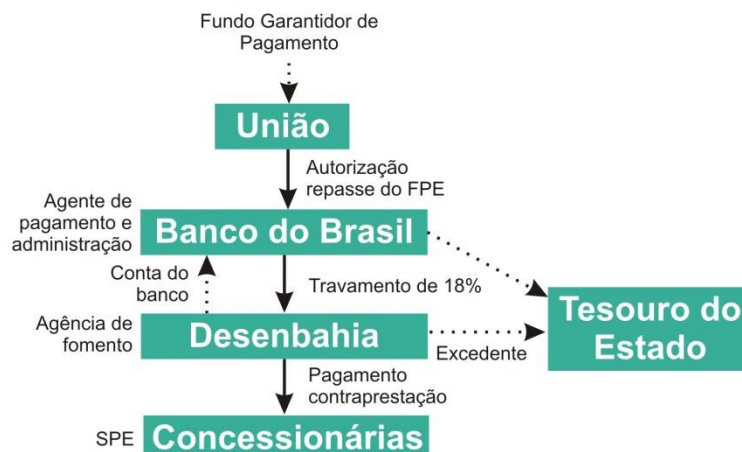 Fundo Garantidor de
Pagamento
União
Autorização
repasse do FPE
Agente de
pagamento e
administração
Banco do Brasil
Conta do
banco
Travamento de 18%
Tesouro do
Estado
Agência de
fomento
Desenbahia
Excedente
Pagamento
contraprestação
SPE
Concessionárias